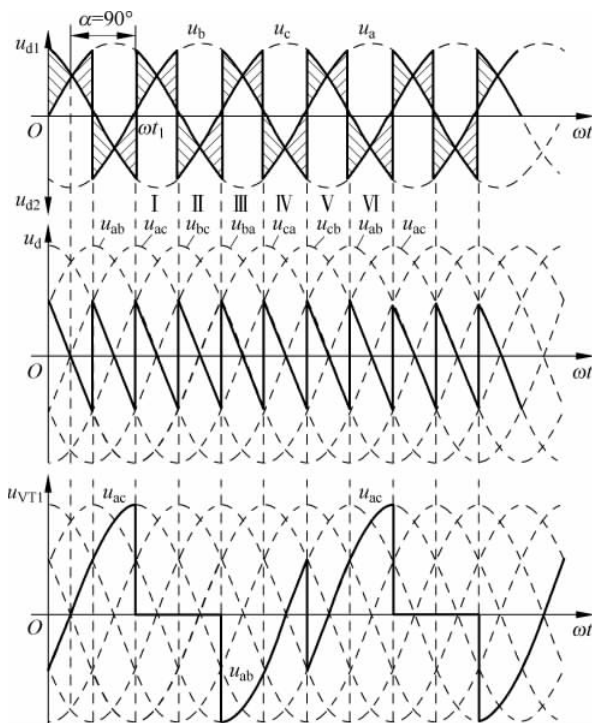 α=90°
u_d1 u_b u_c u_a
O ωt₁ ωt
u_d2 Ⅰ Ⅱ Ⅲ Ⅳ Ⅴ Ⅵ
u_d u_ab u_ac u_bc u_ba u_ca u_cb u_ab u_ac
O ωt
u_VT1 u_ac u_ac
O ωt
u_ab